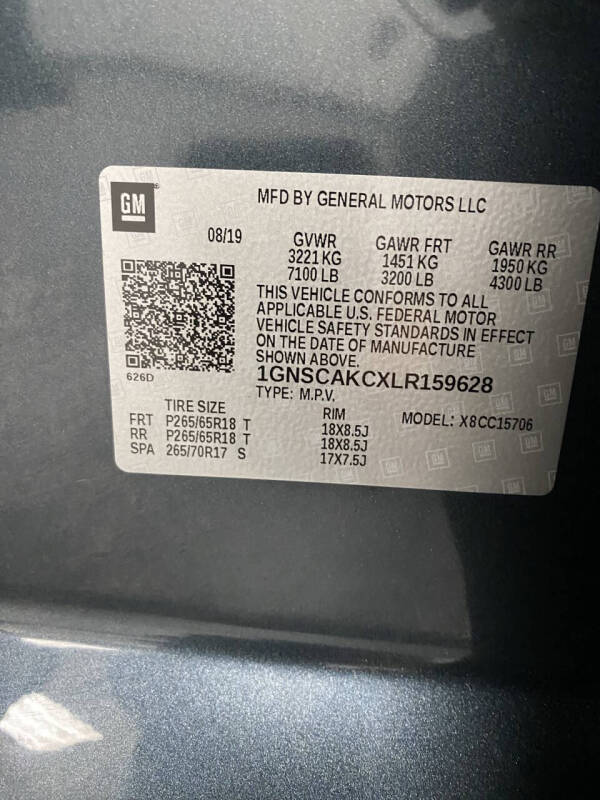 GM
MFD BY GENERAL MOTORS LLC
08/19 GVWR GAWR FRT GAWR RR
3221 KG 1451 KG 1950 KG
7100 LB 3200 LB 4300 LB
THIS VEHICLE CONFORMS TO ALL
APPLICABLE U.S. FEDERAL MOTOR
VEHICLE SAFETY STANDARDS IN EFFECT
ON THE DATE OF MANUFACTURE
SHOWN ABOVE.
626D
1GNSCAKCXLR159628
TYPE: M.P.V.
TIRE SIZE RIM MODEL: X8CC15706
FRT P265/65R18 T 18X8.5J
RR P265/65R18 T 18X8.5J
SPA 265/70R17 S 17X7.5J